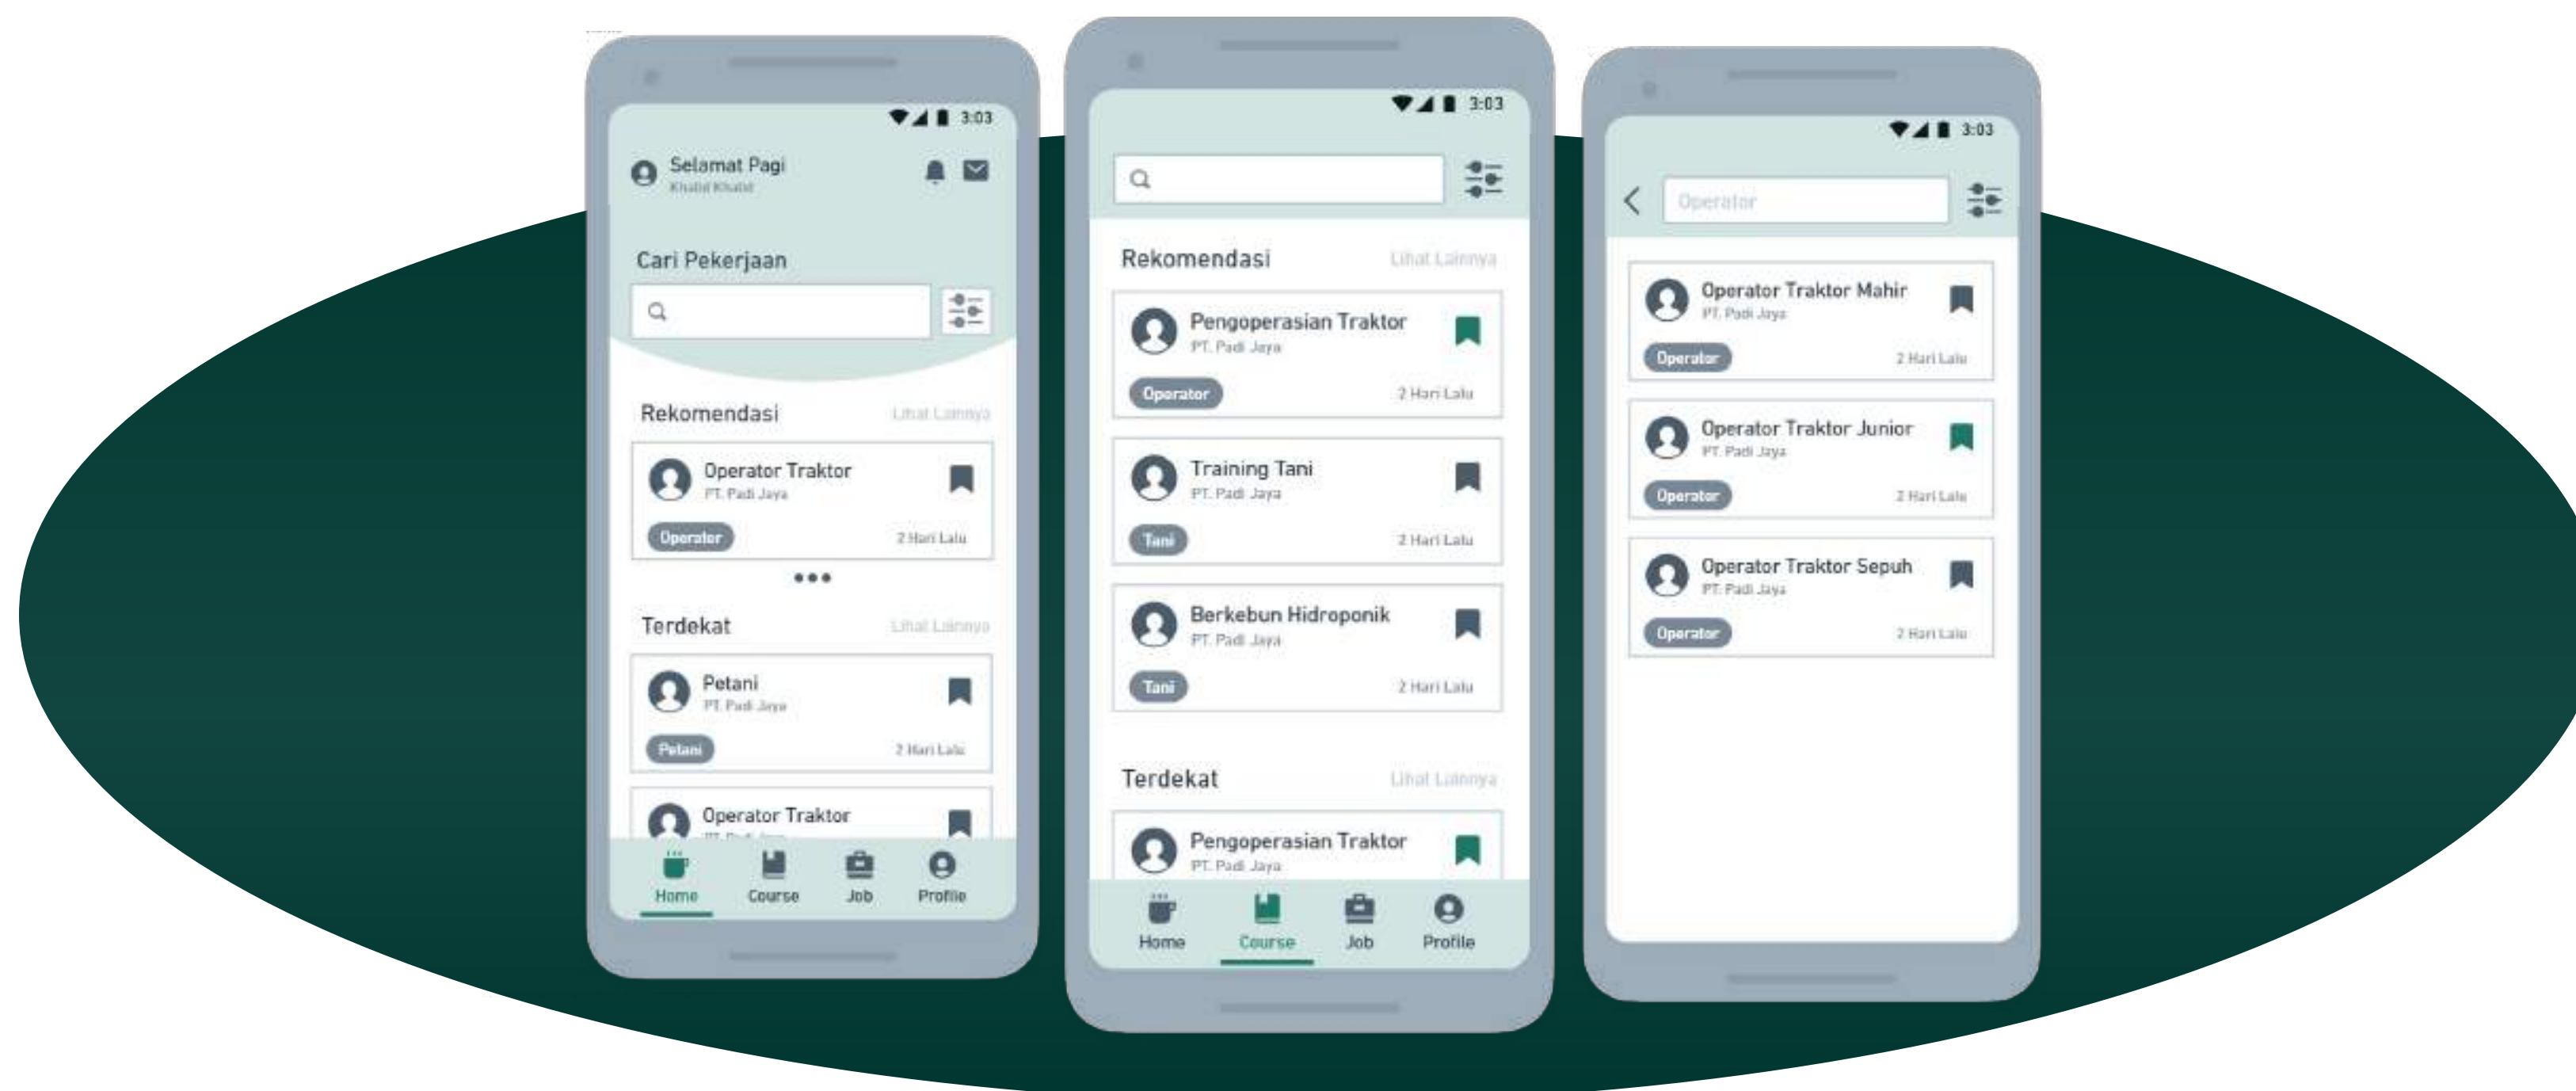 3:03
Selamat Pagi
Khalid Khalid
Cari Pekerjaan
Rekomendasi Lihat Lainnya
Operator Traktor
PT. Padi Jaya
Operator 2 Hari Lalu
Terdekat Lihat Lainnya
Petani
PT. Padi Jaya
Petani 2 Hari Lalu
Operator Traktor
PT. Padi Jaya
Home Course Job Profile
3:03
Rekomendasi Lihat Lainnya
Pengoperasian Traktor
PT. Padi Jaya
Operator 2 Hari Lalu
Training Tani
PT. Padi Jaya
Tani 2 Hari Lalu
Berkebun Hidroponik
PT. Padi Jaya
Tani 2 Hari Lalu
Terdekat Lihat Lainnya
Pengoperasian Traktor
PT. Padi Jaya
Home Course Job Profile
3:03
Operator
Operator Traktor Mahir
PT. Padi Jaya
Operator 2 Hari Lalu
Operator Traktor Junior
PT. Padi Jaya
Operator 2 Hari Lalu
Operator Traktor Sepuh
PT. Padi Jaya
Operator 2 Hari Lalu